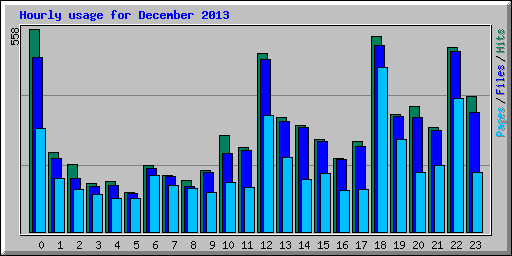 Hourly usage for December 2013
558
Pages / Files / Hits
0 1 2 3 4 5 6 7 8 9 10 11 12 13 14 15 16 17 18 19 20 21 22 23